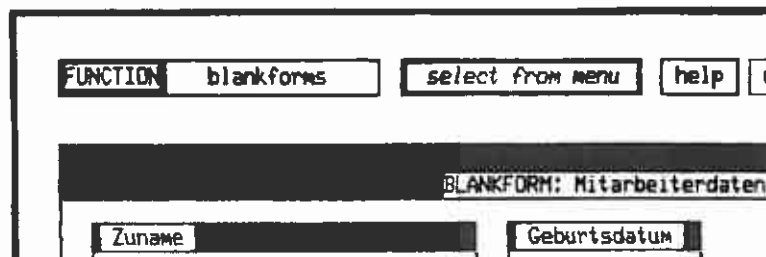 FUNCTION blankforms select from menu help
BLANKFORM: Mitarbeiterdaten
Zuname Geburtsdatum